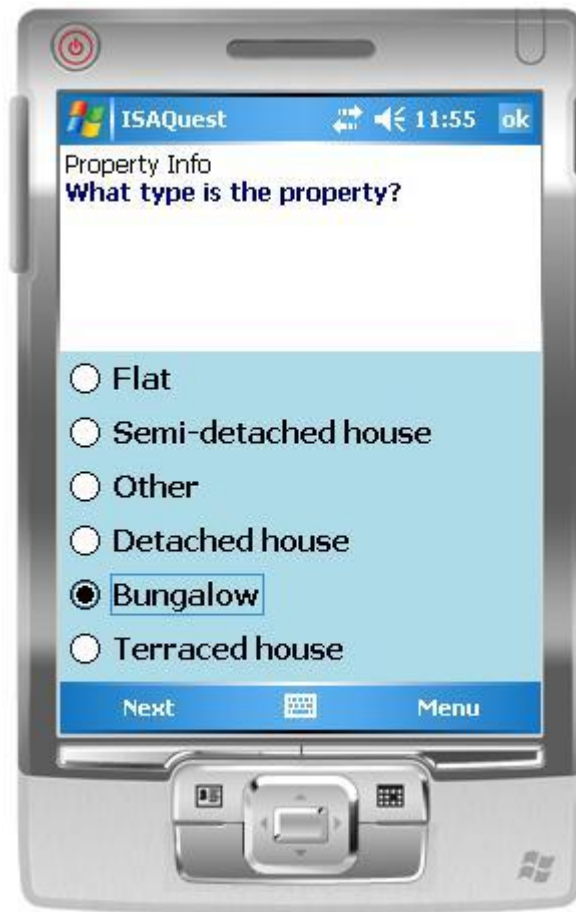 ISAQuest 11:55 ok
Property Info
What type is the property?
Flat
Semi-detached house
Other
Detached house
Bungalow
Terraced house
Next Menu